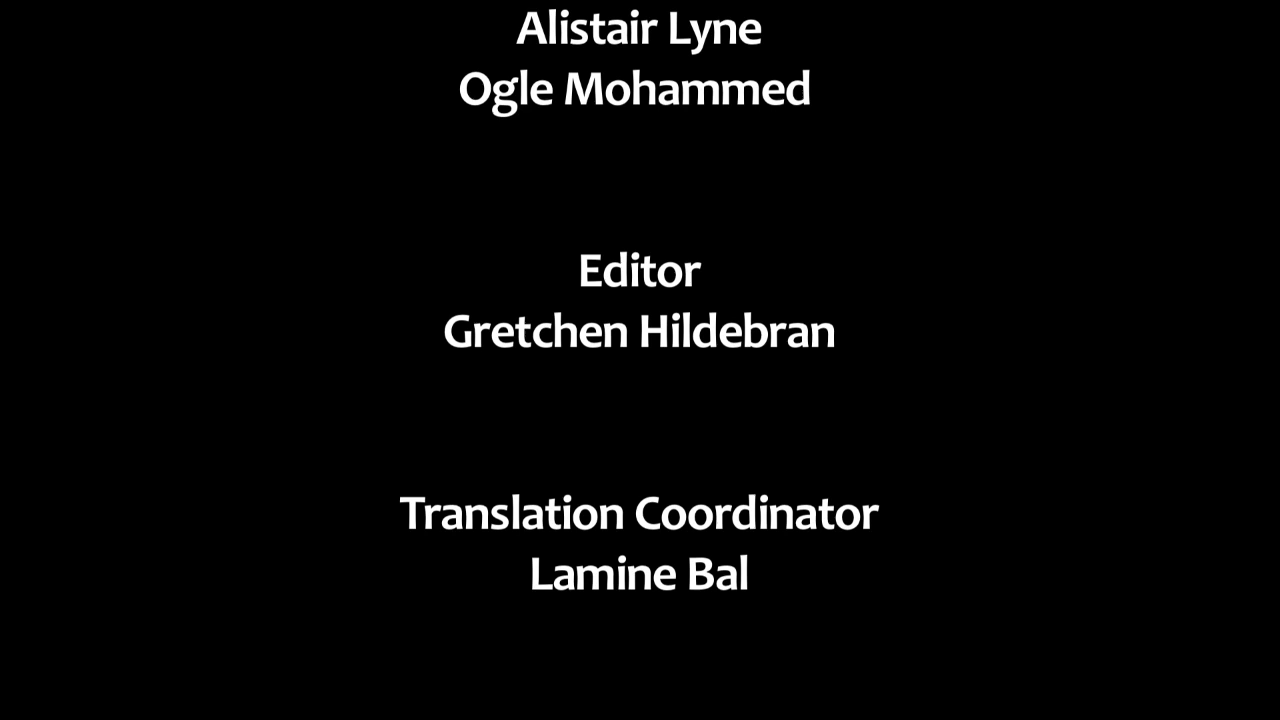 Alistair Lyne
Ogle Mohammed
Editor
Gretchen Hildebran
Translation Coordinator
Lamine Bal